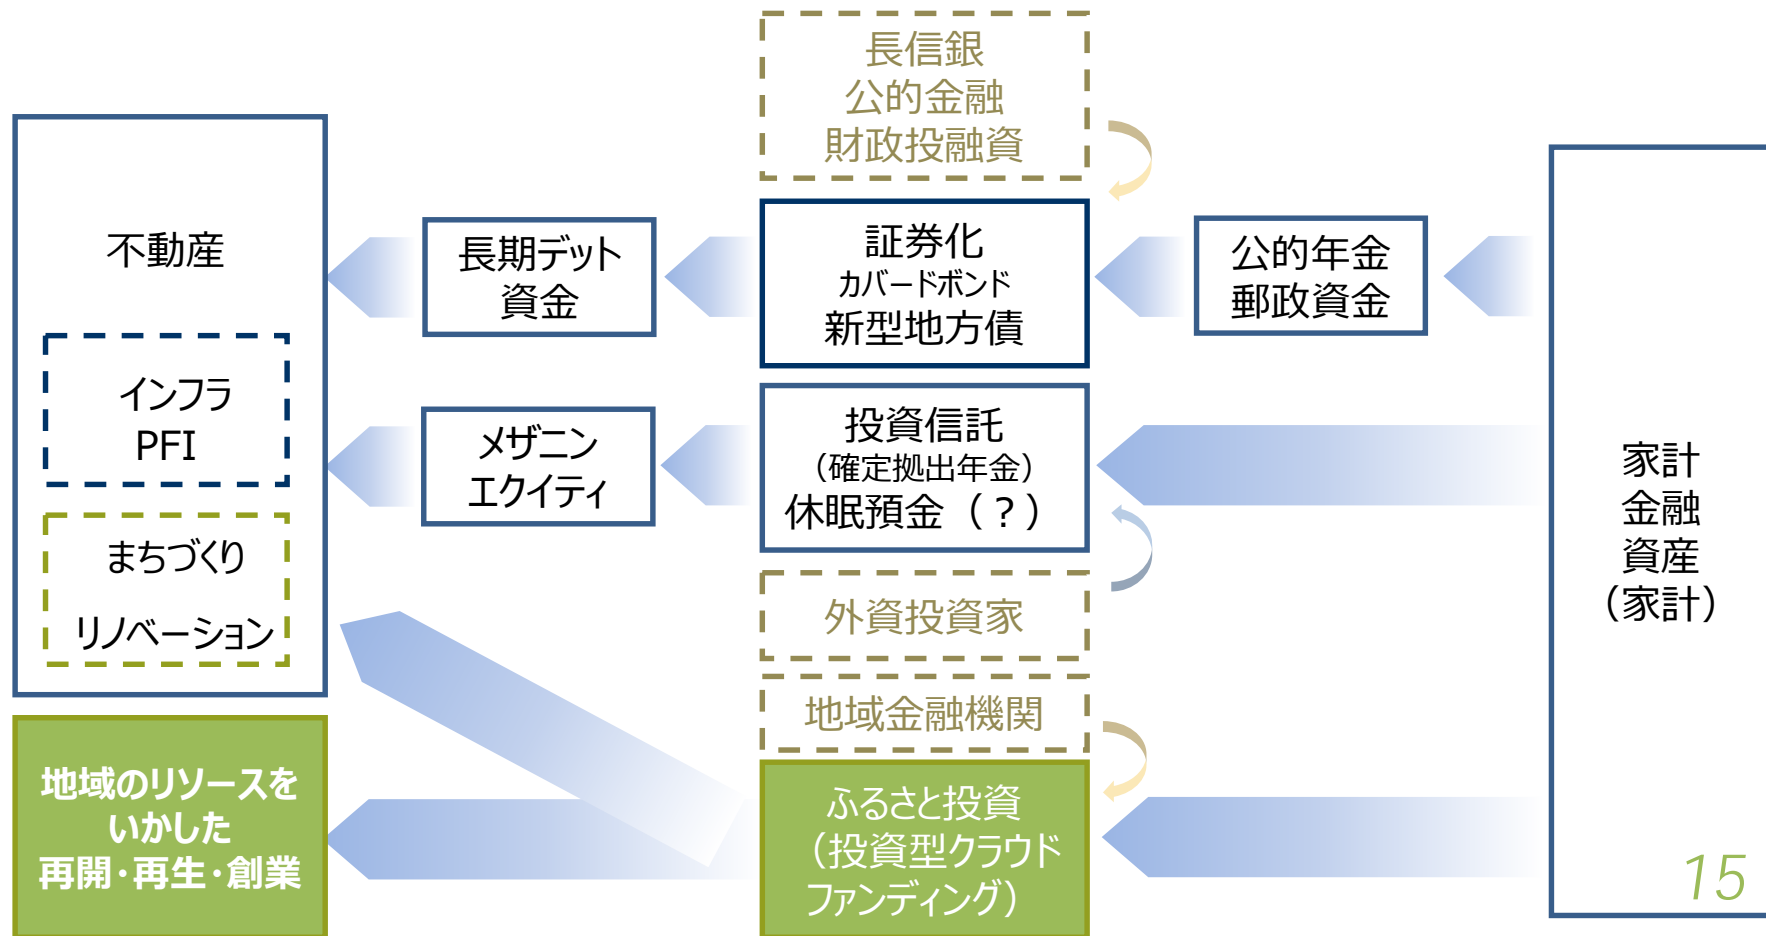 長信銀
公的金融
財政投融資
不動産
インフラ
PFI
まちづくり
リノベーション
長期デット
資金
証券化
カバードボンド
新型地方債
公的年金
郵政資金
メザニン
エクイティ
投資信託
（確定拠出年金）
休眠預金（？）
外資投資家
地域金融機関
家計
金融
資産
（家計）
地域のリソースを
いかした
再開・再生・創業
ふるさと投資
（投資型クラウド
ファンディング）
15